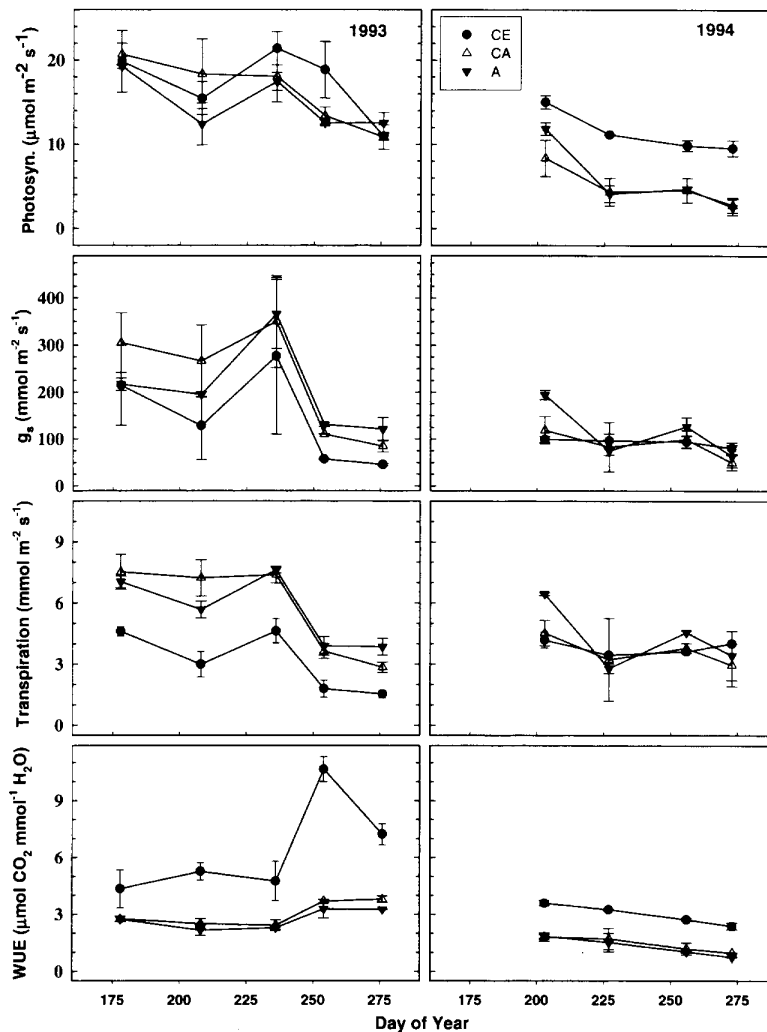 1993
1994
CE
CA
A
Photosyn. (μmol m⁻² s⁻¹)
20
10
0
gₛ (mmol m⁻² s⁻¹)
400
300
200
100
0
Transpiration (mmol m⁻² s⁻¹)
9
6
3
0
WUE (μmol CO₂ mmol⁻¹ H₂O)
9
6
3
0
175 200 225 250 275 200 225 250 275
Day of Year